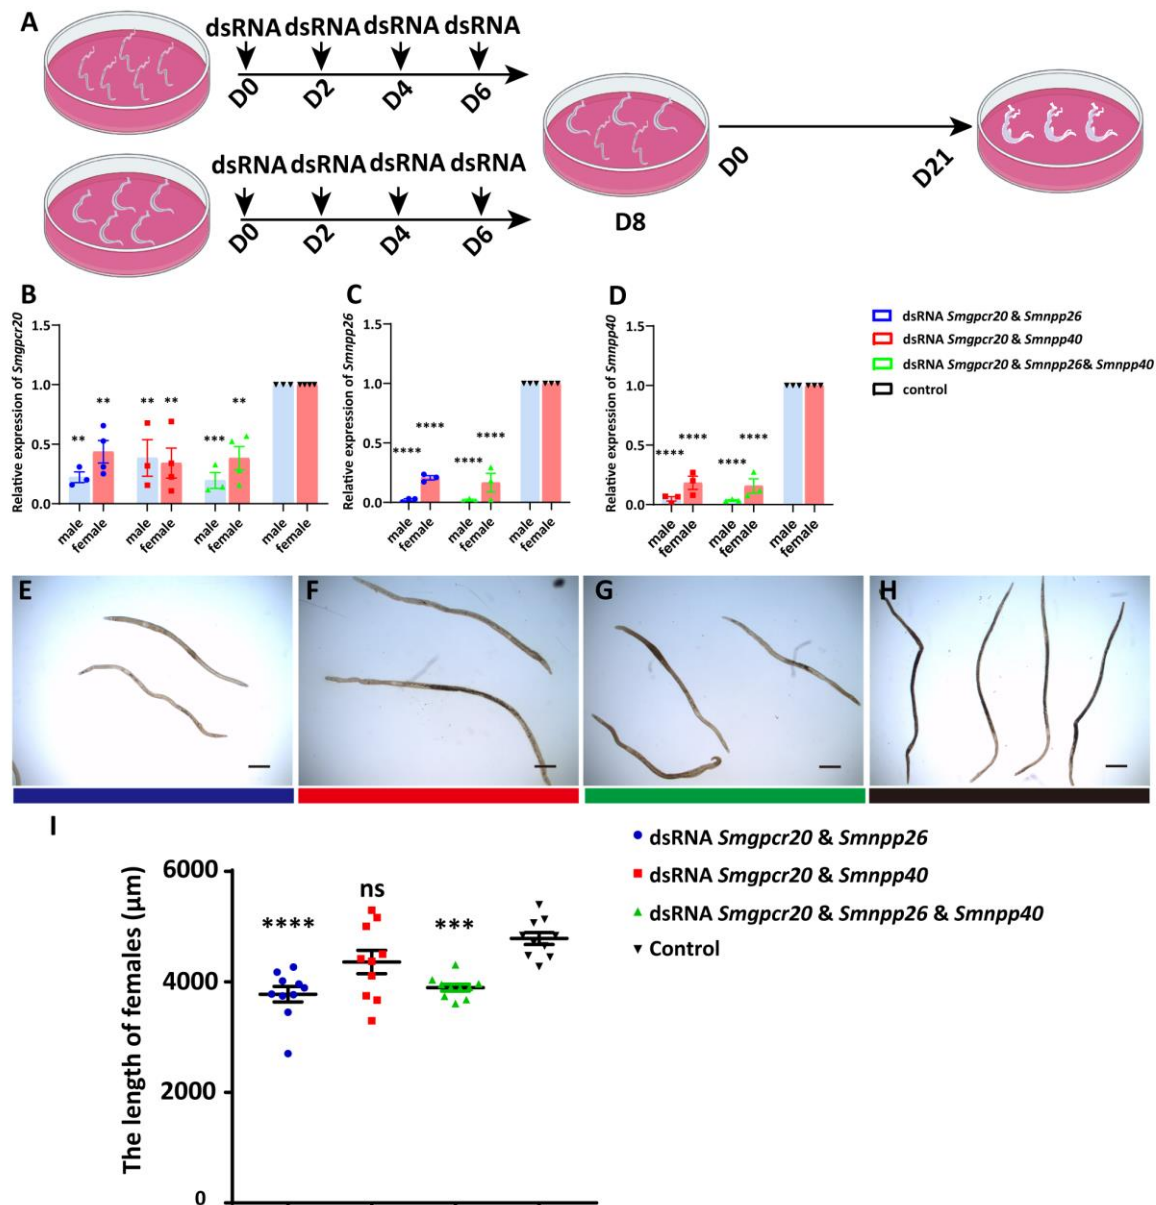 A
dsRNA dsRNA dsRNA dsRNA
D0 D2 D4 D6
dsRNA dsRNA dsRNA dsRNA
D0 D2 D4 D6
D8
D0 D21
B
Relative expression of Smgpcr20
1.5
1.0
0.5
0.0
** ** ** ** *** **
male female male female male female male female
C
Relative expression of Smnpp26
1.5
1.0
0.5
0.0
**** **** **** ****
male female male female male female
D
Relative expression of Smnpp40
1.5
1.0
0.5
0.0
**** **** **** ****
male female male female male female
dsRNA Smgpcr20 & Smnpp26
dsRNA Smgpcr20 & Smnpp40
dsRNA Smgpcr20 & Smnpp26& Smnpp40
control
E F G H
I
The length of females (µm)
6000
4000
2000
0
**** ns ***
dsRNA Smgpcr20 & Smnpp26
dsRNA Smgpcr20 & Smnpp40
dsRNA Smgpcr20 & Smnpp26 & Smnpp40
Control